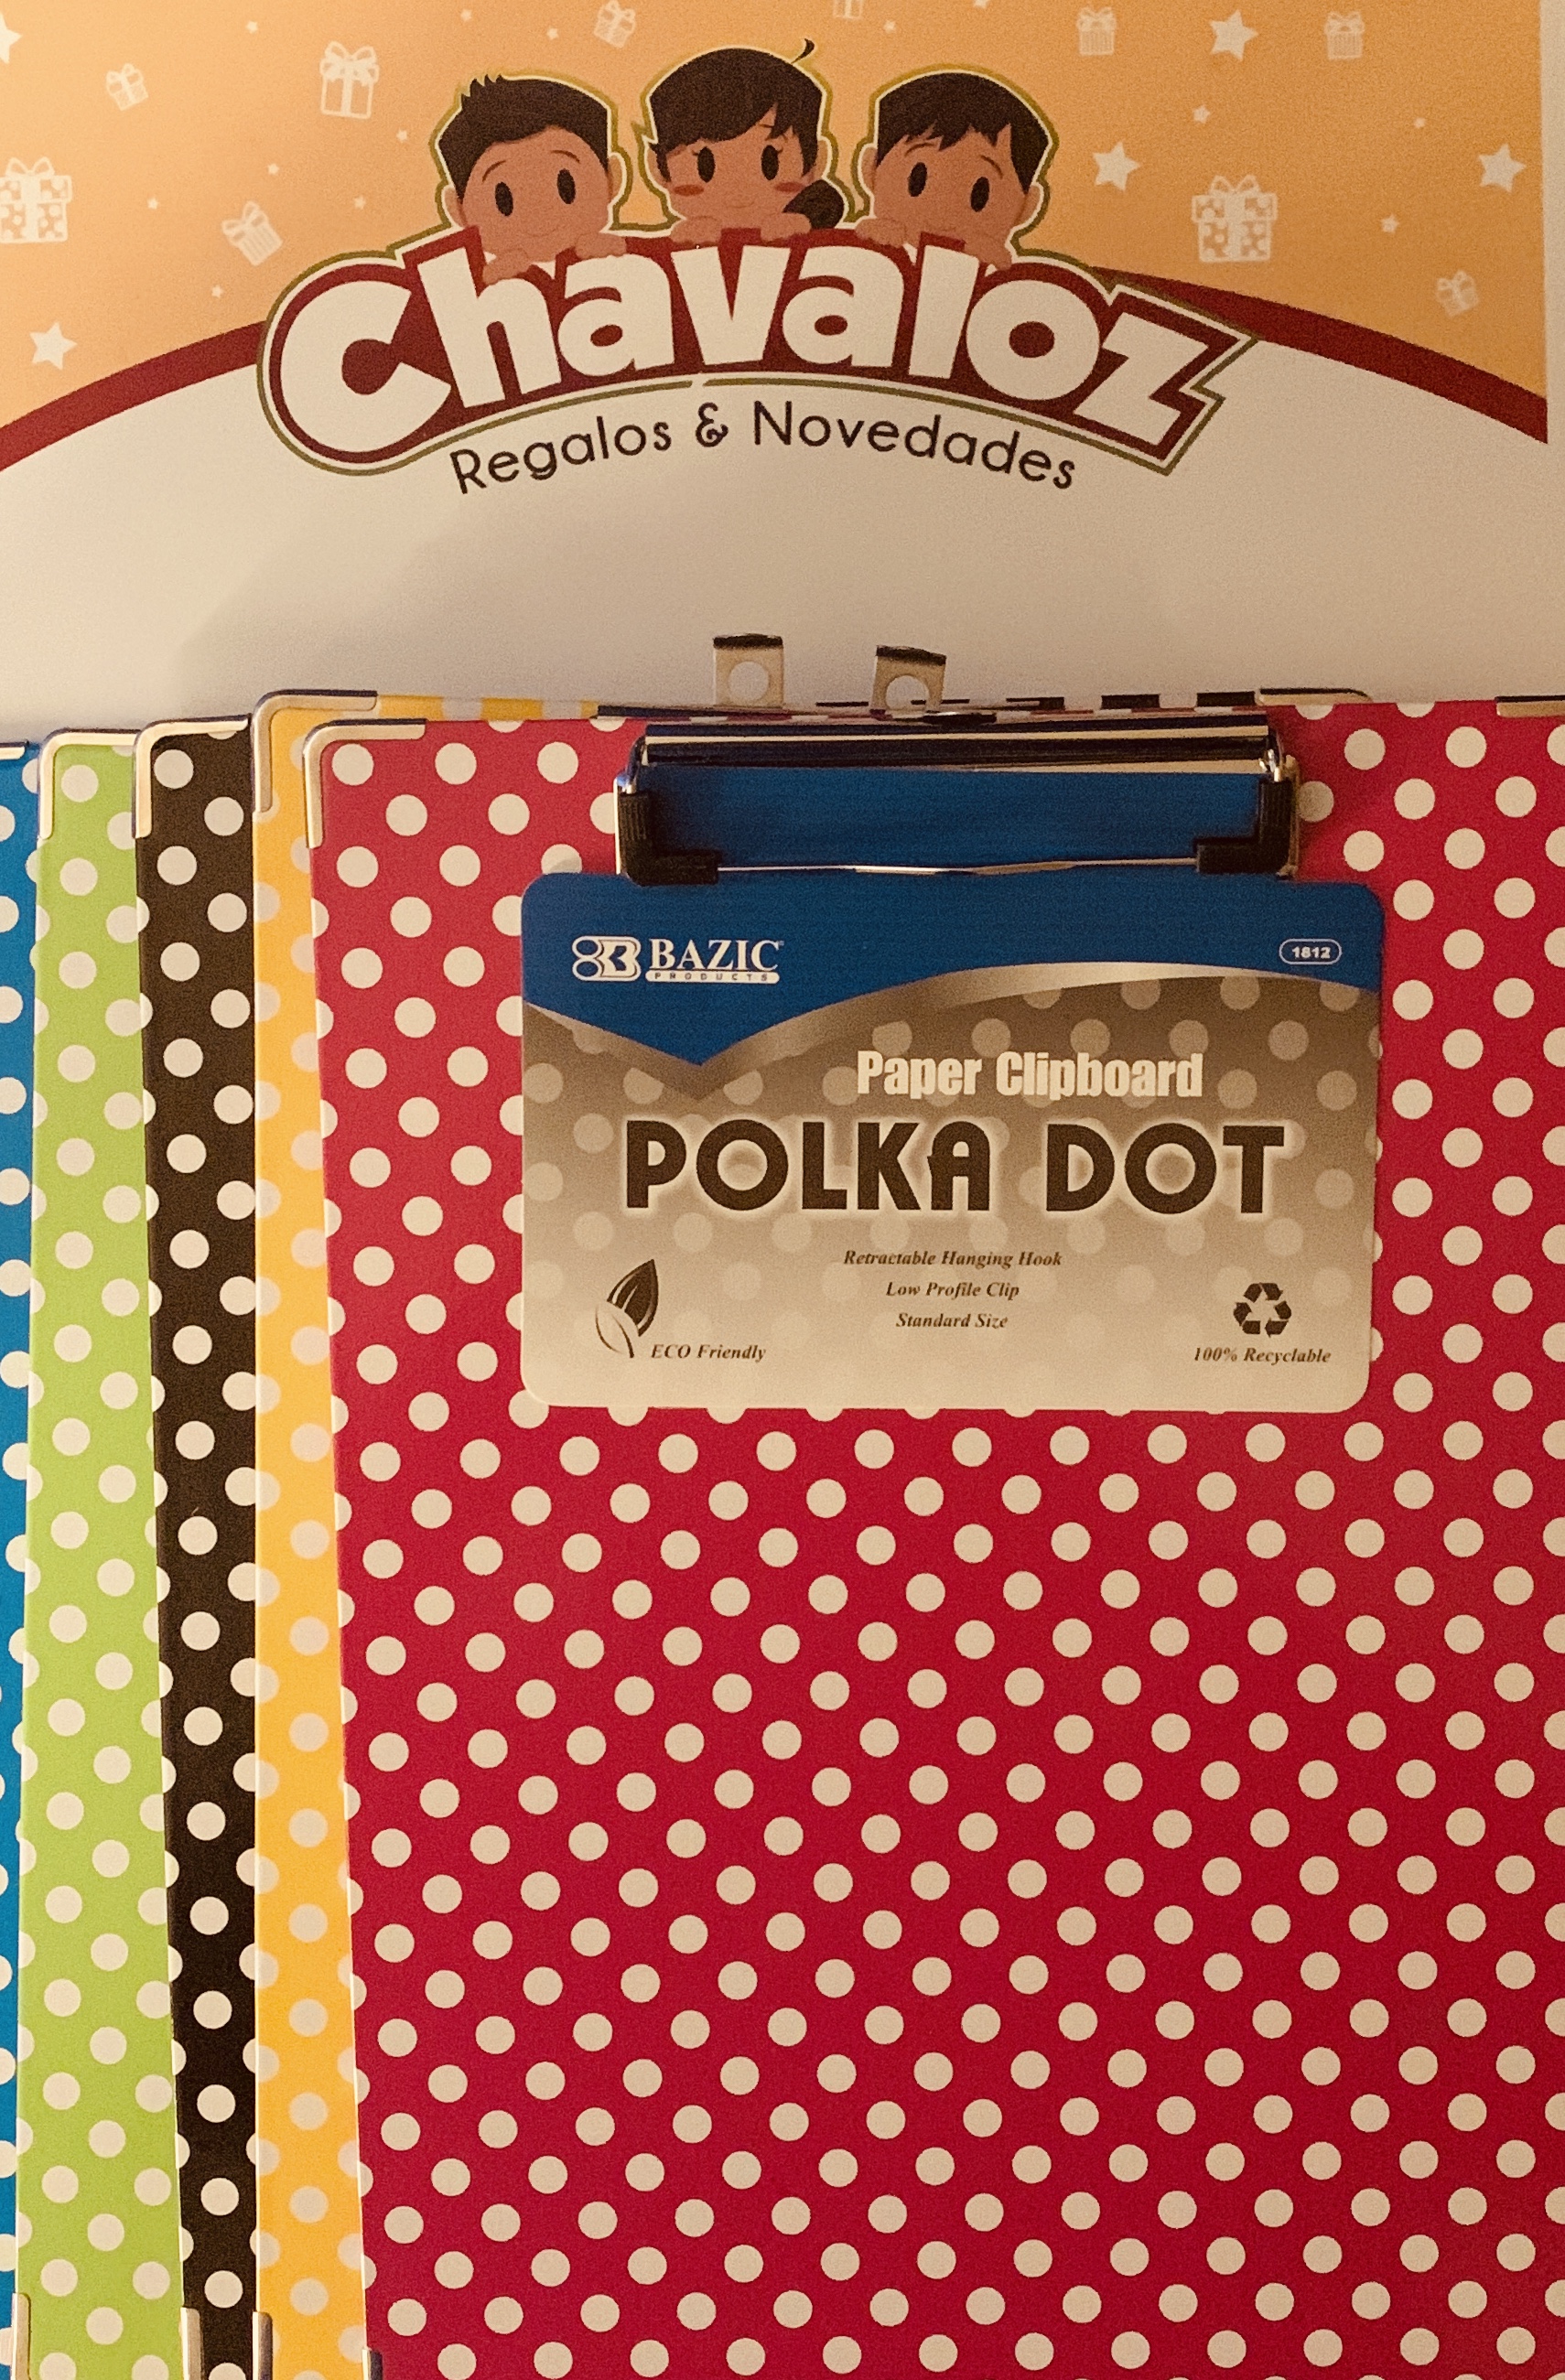 Chavaloz
Regalos & Novedades
BAZIC
PRODUCTS
1812
Paper Clipboard
POLKA DOT
Retractable Hanging Hook
Low Profile Clip
Standard Size
ECO Friendly
100% Recyclable